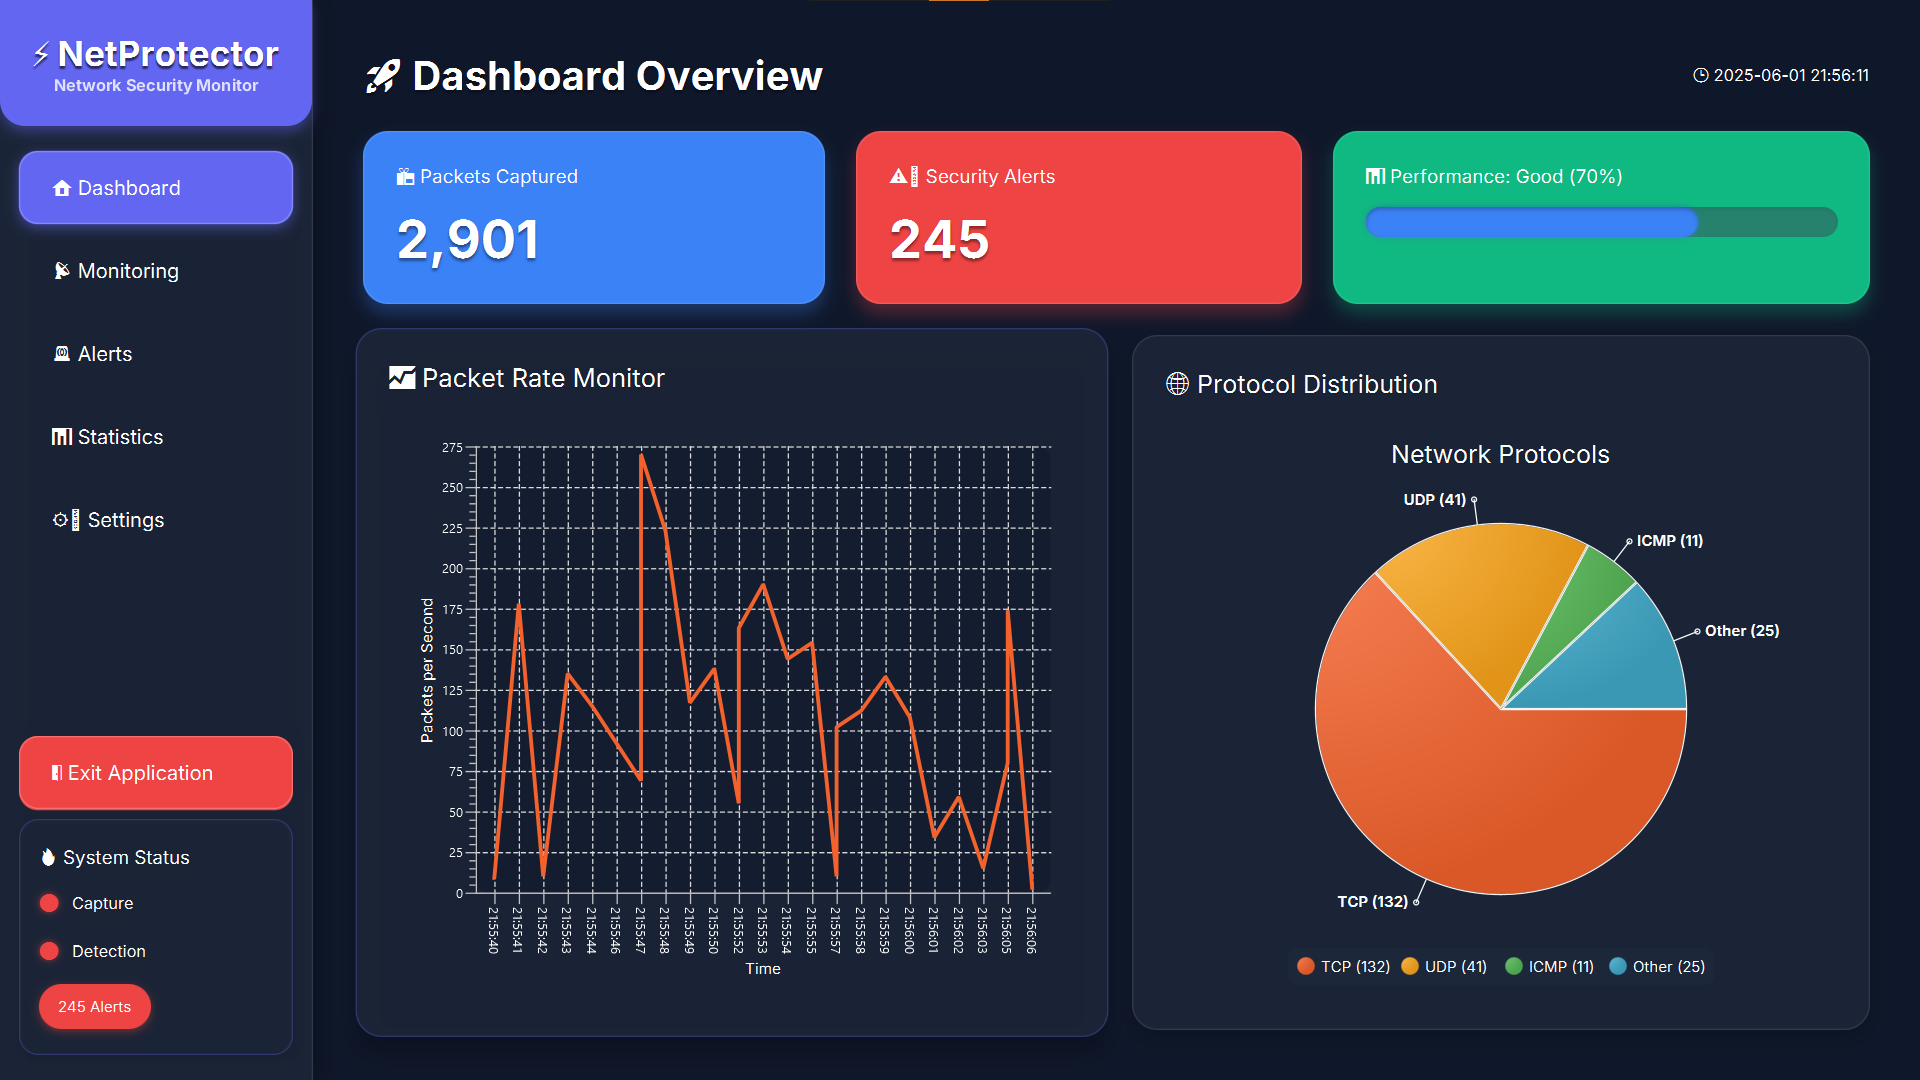 NetProtector
Network Security Monitor
Dashboard
Monitoring
Alerts
Statistics
Settings
Exit Application
System Status
Capture
Detection
245 Alerts
Dashboard Overview
2025-06-01 21:56:11
Packets Captured
2,901
Security Alerts
245
Performance: Good (70%)
Packet Rate Monitor
Packets per Second
275
250
225
200
175
150
125
100
75
50
25
0
21:55:40
21:55:41
21:55:42
21:55:43
21:55:44
21:55:46
21:55:47
21:55:48
21:55:49
21:55:50
21:55:52
21:55:53
21:55:54
21:55:55
21:55:57
21:55:58
21:55:59
21:56:00
21:56:01
21:56:02
21:56:03
21:56:05
21:56:06
Time
Protocol Distribution
Network Protocols
UDP (41)
ICMP (11)
Other (25)
TCP (132)
TCP (132) UDP (41) ICMP (11) Other (25)